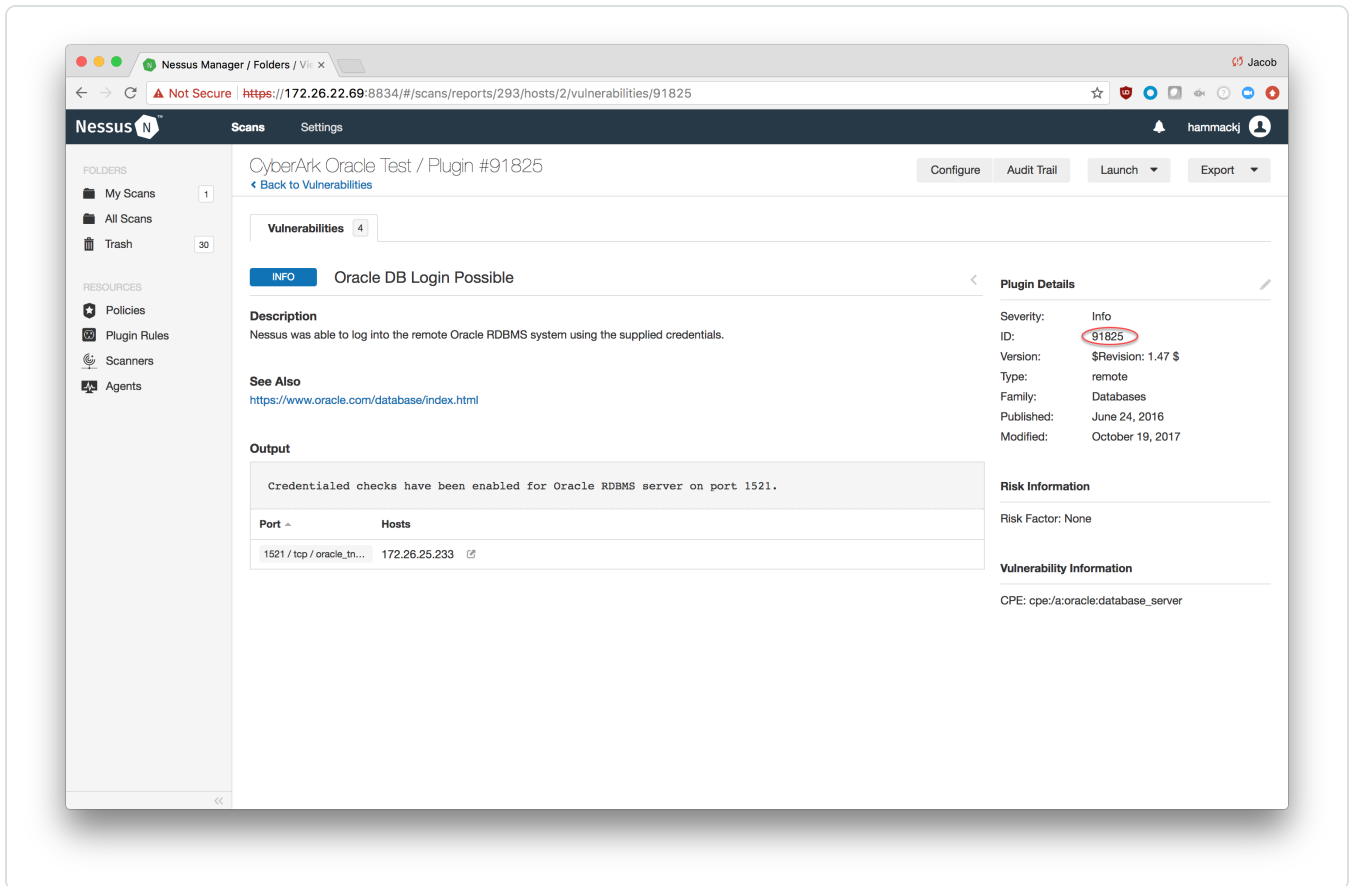 Nessus Manager / Folders / Vie
Jacob
Not Secure https://172.26.22.69:8834/#/scans/reports/293/hosts/2/vulnerabilities/91825
Nessus N ™ Scans Settings hammackj
FOLDERS
My Scans 1
All Scans
Trash 30
RESOURCES
Policies
Plugin Rules
Scanners
Agents
CyberArk Oracle Test / Plugin #91825
Back to Vulnerabilities
Configure Audit Trail Launch Export
Vulnerabilities 4
INFO Oracle DB Login Possible
Description
Nessus was able to log into the remote Oracle RDBMS system using the supplied credentials.
See Also
https://www.oracle.com/database/index.html
Output
Credentialed checks have been enabled for Oracle RDBMS server on port 1521.
Port Hosts
1521 / tcp / oracle_tn... 172.26.25.233
Plugin Details
Severity: Info
ID: 91825
Version: $Revision: 1.47 $
Type: remote
Family: Databases
Published: June 24, 2016
Modified: October 19, 2017
Risk Information
Risk Factor: None
Vulnerability Information
CPE: cpe:/a:oracle:database_server